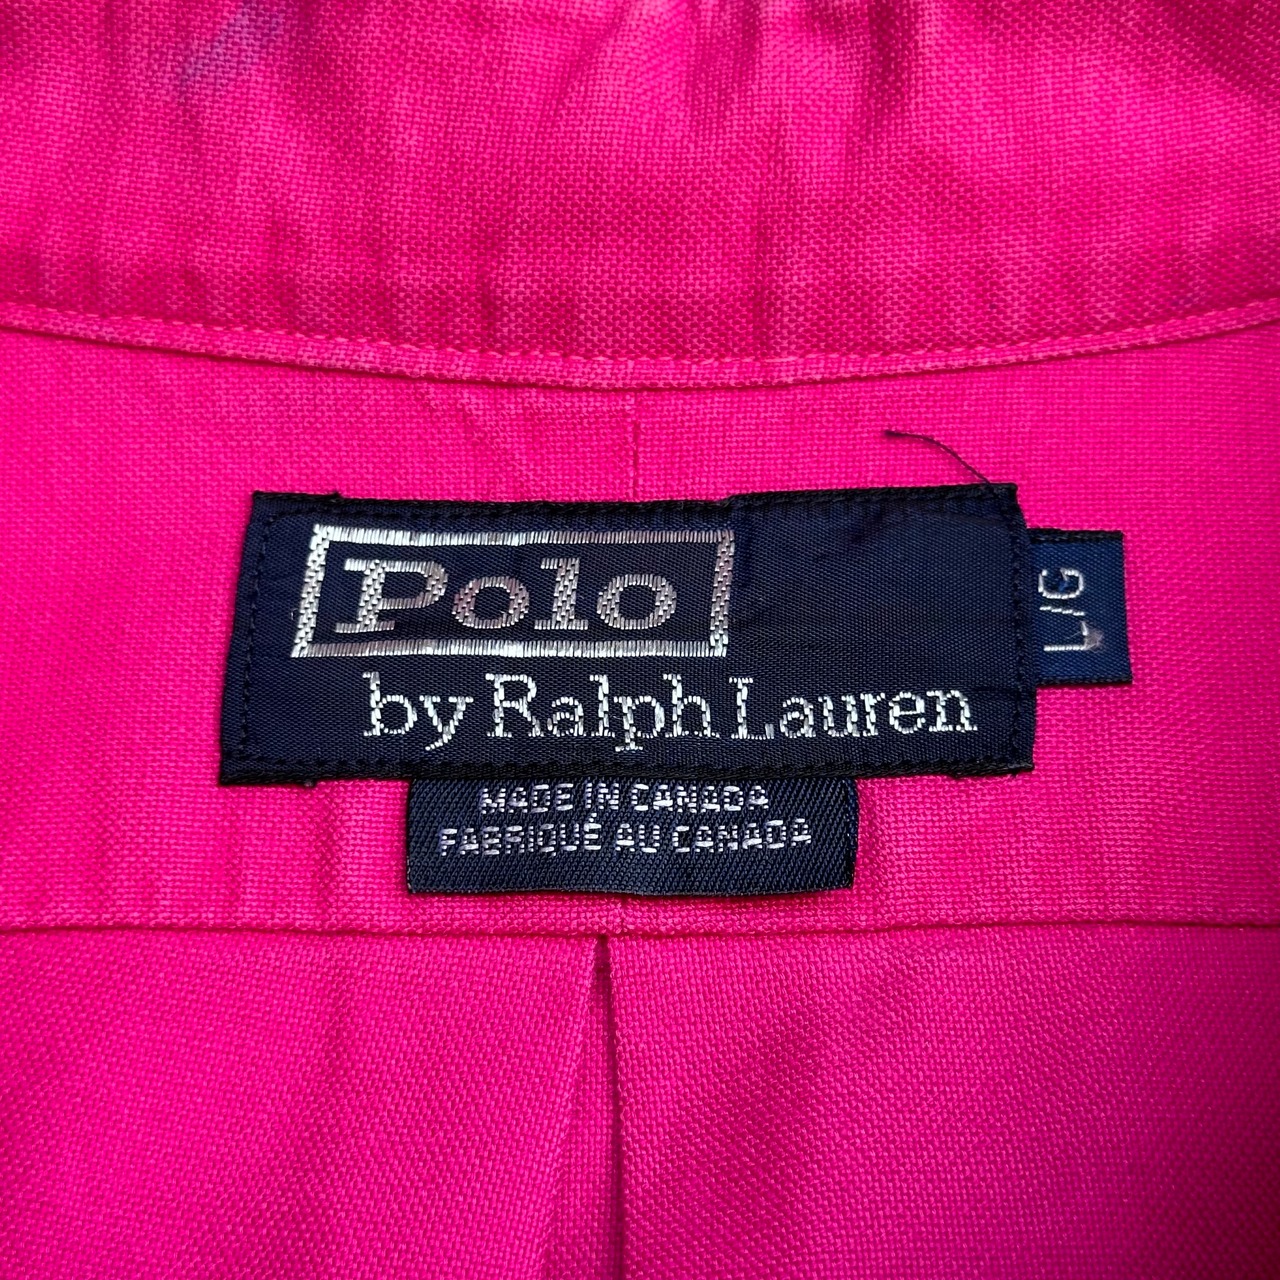 Polo
by Ralph Lauren
L/G
MADE IN CANADA
FABRIQUÉ AU CANADA